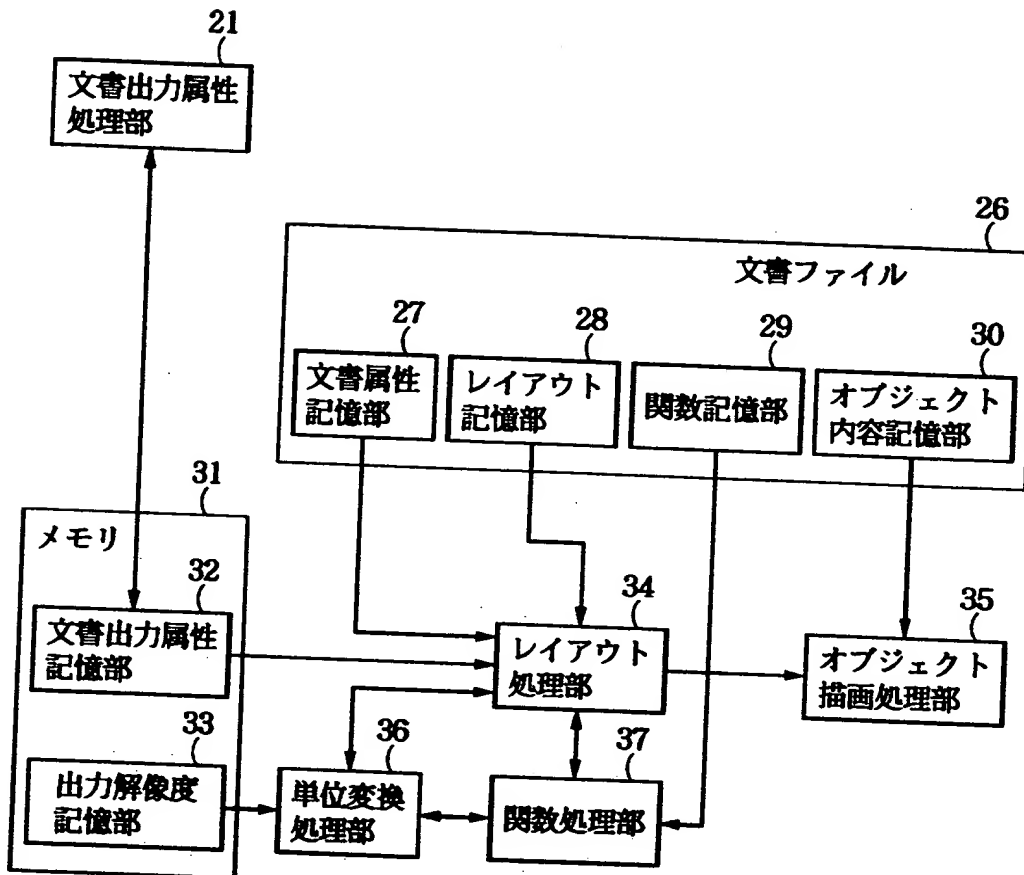 21
文書出力属性
処理部
26
文書ファイル
27
文書属性
記憶部
28
レイアウト
記憶部
29
関数記憶部
30
オブジェクト
内容記憶部
31
メモリ
32
文書出力属性
記憶部
33
出力解像度
記憶部
34
レイアウト
処理部
35
オブジェクト
描画処理部
36
単位変換
処理部
37
関数処理部